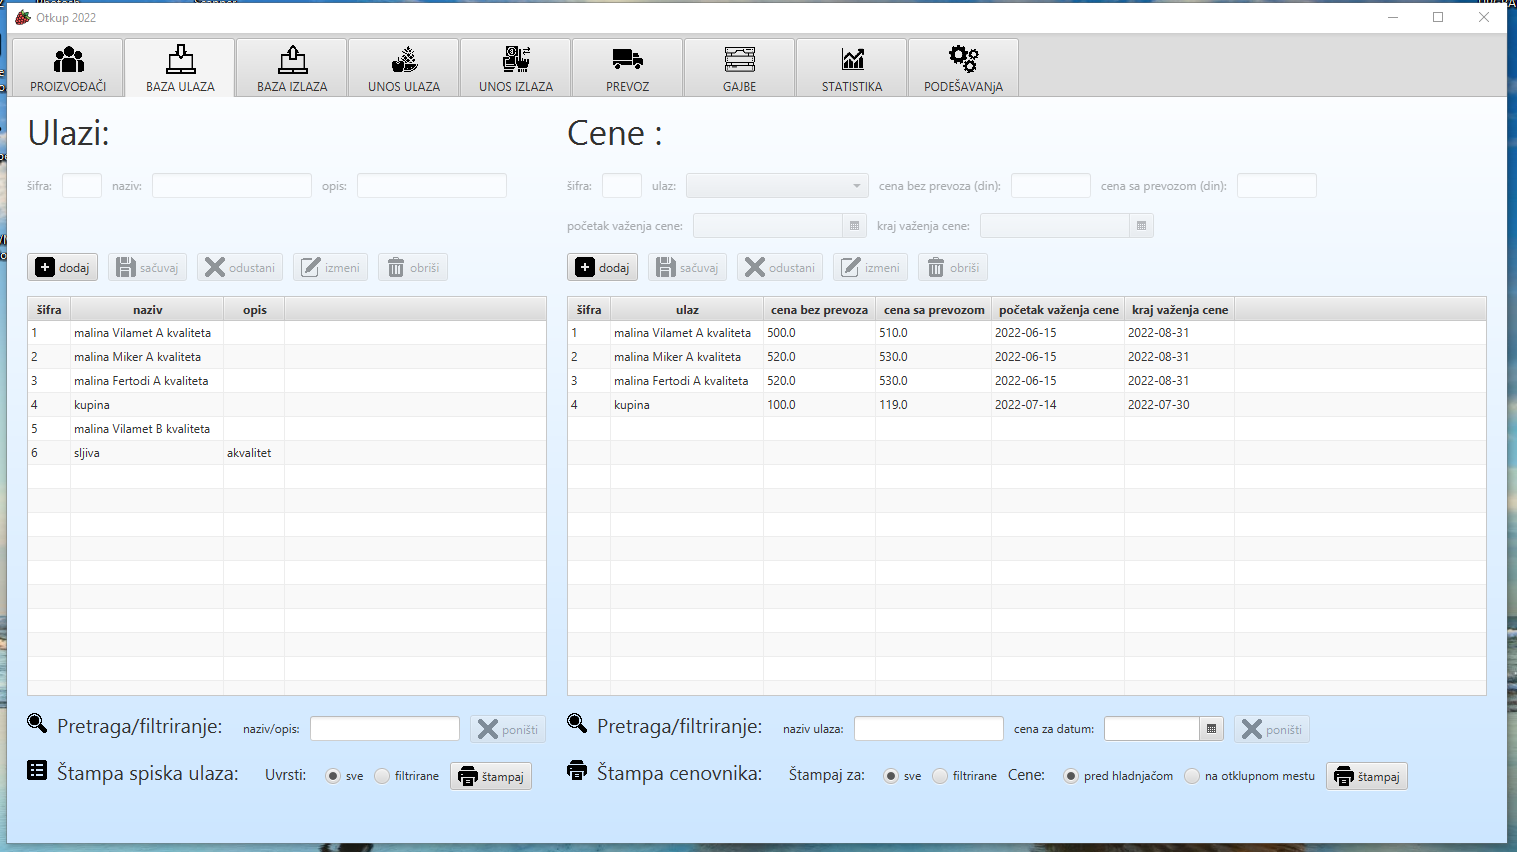 Otkup 2022
PROIZVOĐAČI
BAZA ULAZA
BAZA IZLAZA
UNOS ULAZA
UNOS IZLAZA
PREVOZ
GAJBE
STATISTIKA
PODEŠAVANjA
Ulazi:
šifra: naziv: opis:
dodaj sačuvaj odustani izmeni obriši
šifra naziv opis
1 malina Vilamet A kvaliteta
2 malina Miker A kvaliteta
3 malina Fertodi A kvaliteta
4 kupina
5 malina Vilamet B kvaliteta
6 sljiva akvalitet
Pretraga/filtriranje: naziv/opis: poništi
Štampa spiska ulaza: Uvrsti: sve filtrirane štampaj
Cene :
šifra: ulaz: cena bez prevoza (din): cena sa prevozom (din):
početak važenja cene: kraj važenja cene:
dodaj sačuvaj odustani izmeni obriši
šifra ulaz cena bez prevoza cena sa prevozom početak važenja cene kraj važenja cene
1 malina Vilamet A kvaliteta 500.0 510.0 2022-06-15 2022-08-31
2 malina Miker A kvaliteta 520.0 530.0 2022-06-15 2022-08-31
3 malina Fertodi A kvaliteta 520.0 530.0 2022-06-15 2022-08-31
4 kupina 100.0 119.0 2022-07-14 2022-07-30
Pretraga/filtriranje: naziv ulaza: cena za datum: poništi
Štampa cenovnika: Štampaj za: sve filtrirane Cene: pred hladnjačom na otklupnom mestu štampaj